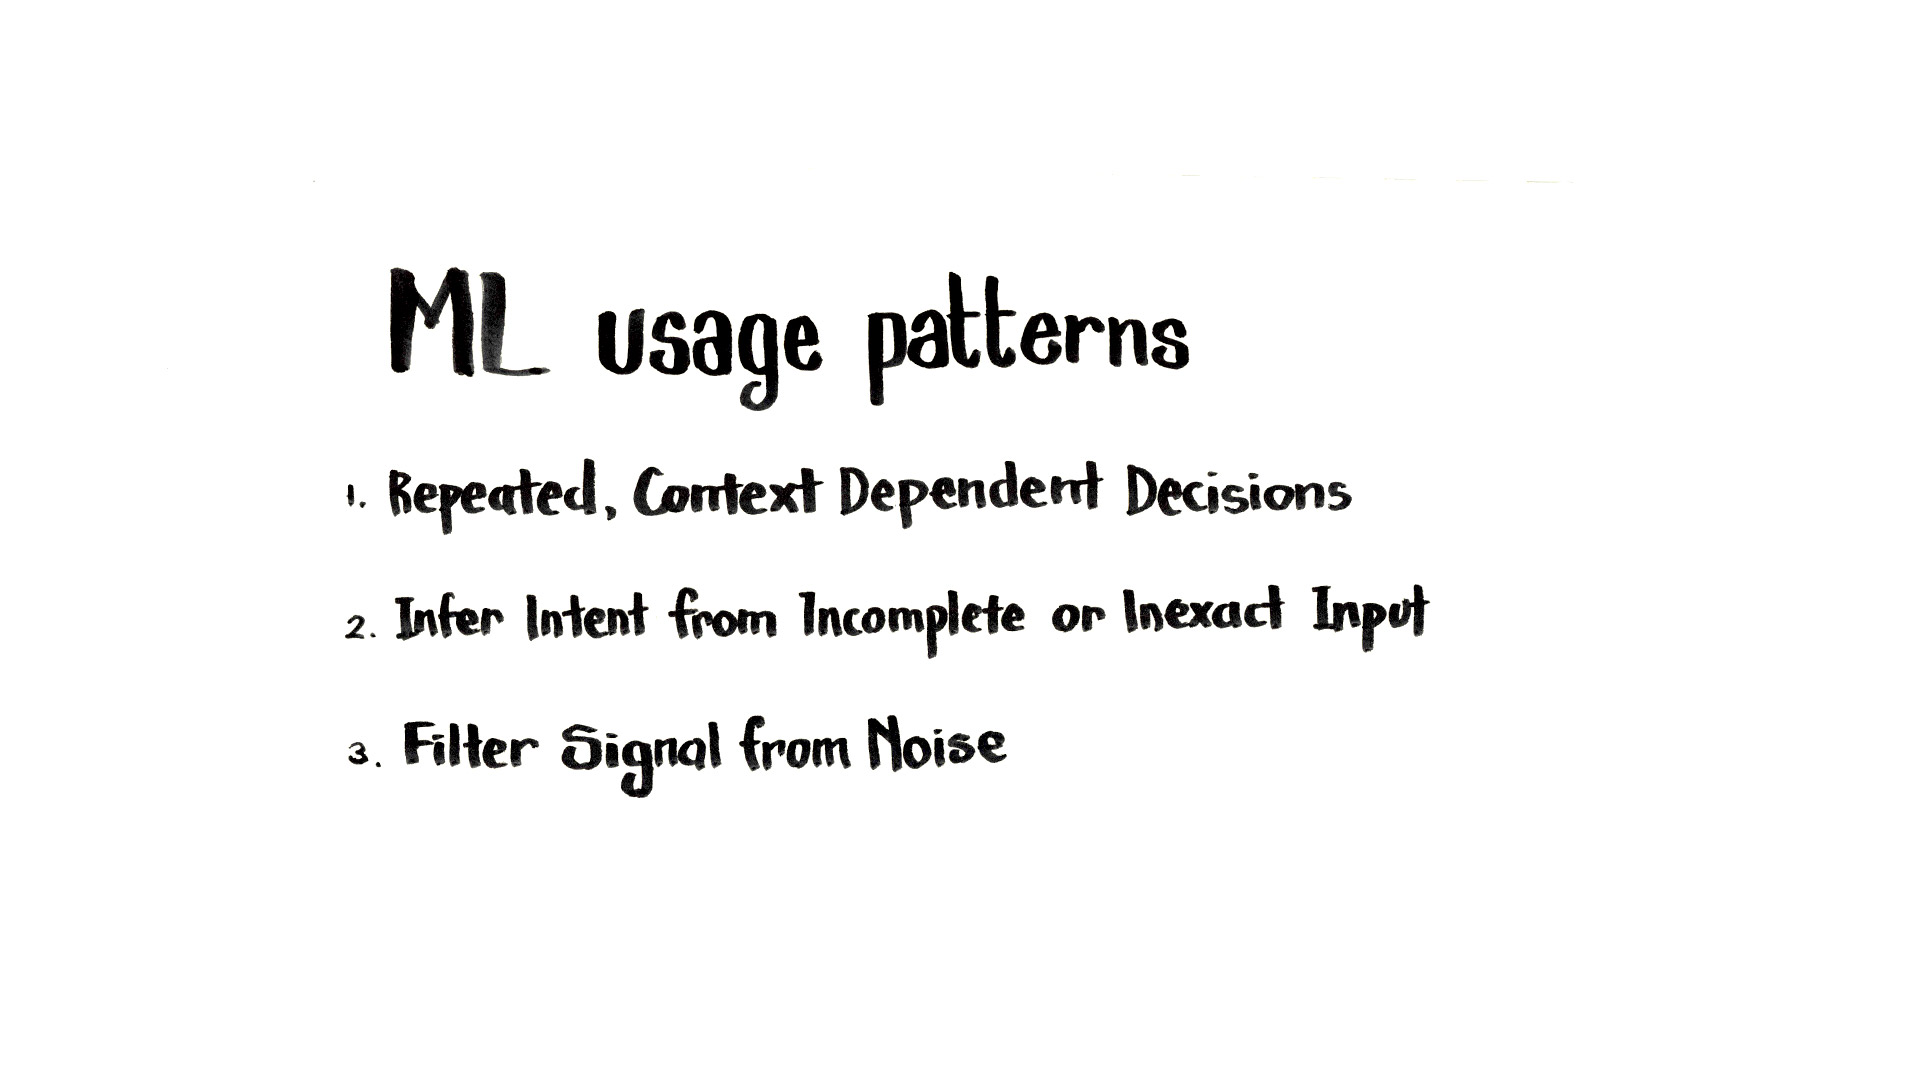 ML usage patterns
1. Repeated, Context Dependent Decisions
2. Infer Intent from Incomplete or Inexact Input
3. Filter Signal from Noise